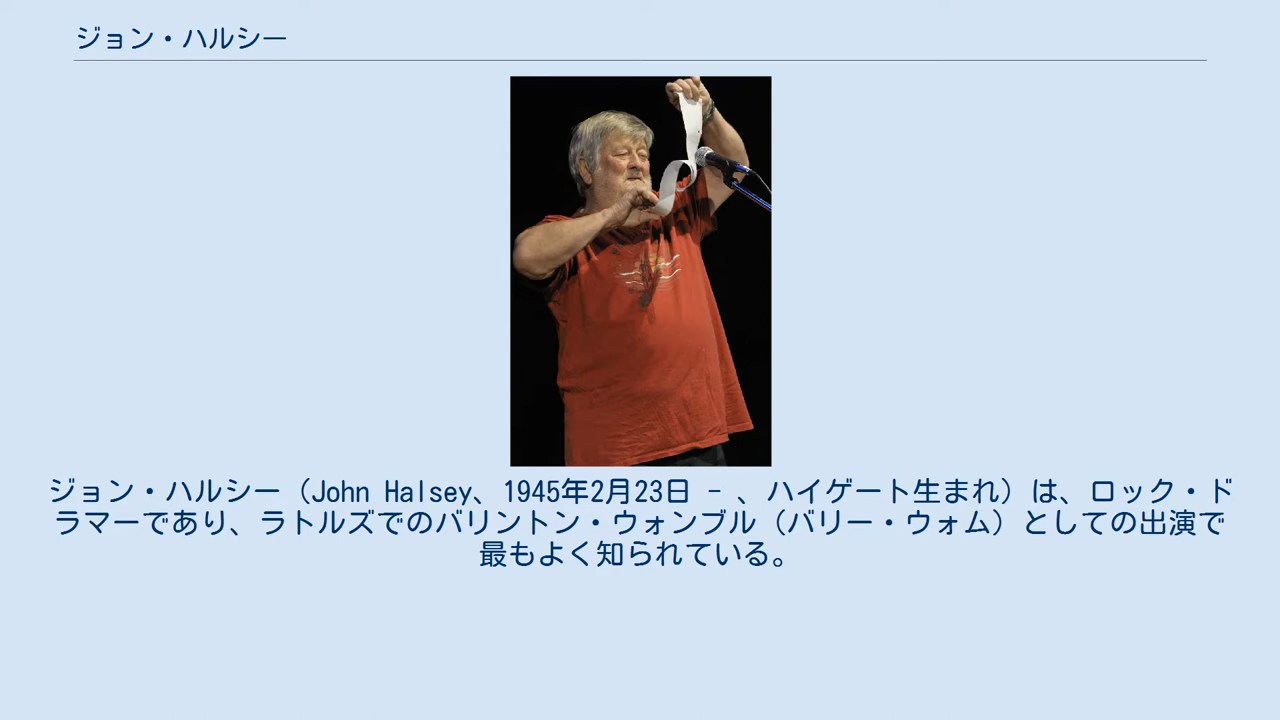 ジョン・ハルシー
ジョン・ハルシー（John Halsey、1945年2月23日 - 、ハイゲート生まれ）は、ロック・ド
ラマーであり、ラトルズでのバリントン・ウォンブル（バリー・ウォム）としての出演で
最もよく知られている。